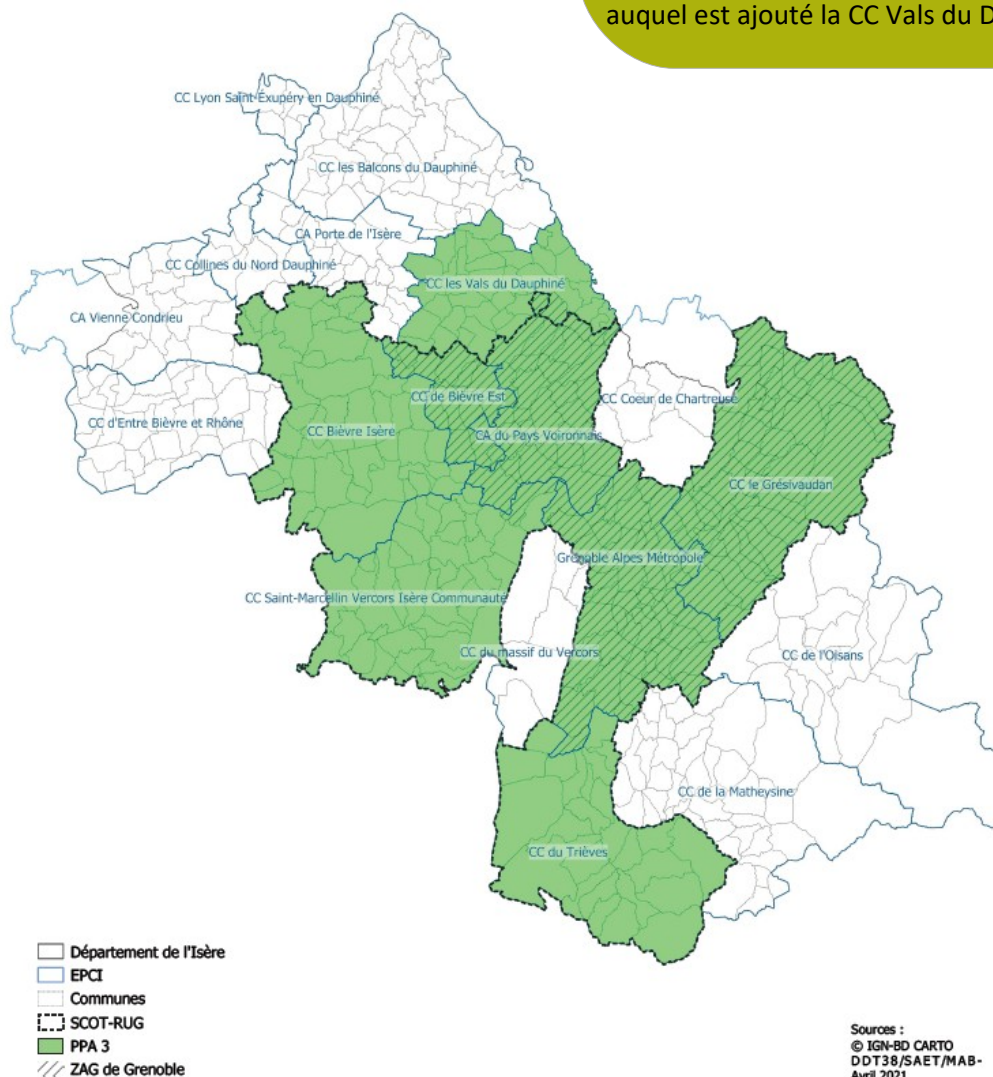 auquel est ajouté la CC Vals du D
CC Lyon Saint-Exupéry en Dauphiné
CC les Balcons du Dauphiné
CA Porte de l'Isère
CC Collines du Nord Dauphiné
CC les Vals du Dauphiné
CA Vienne Condrieu
CC de Bièvre Est
CC Coeur de Chartreuse
CC d'Entre Bièvre et Rhône
CC Bièvre Isère
CA du Pays Voironnais
CC le Grésivaudan
Grenoble Alpes Métropole
CC Saint-Marcellin Vercors Isère Communauté
CC du massif du Vercors
CC de l'Oisans
CC de la Matheysine
CC du Trièves
Département de l'Isère
EPCI
Communes
SCOT-RUG
PPA 3
ZAG de Grenoble
Sources :
© IGN-BD CARTO
DDT38/SAET/MAB-
Avril 2021